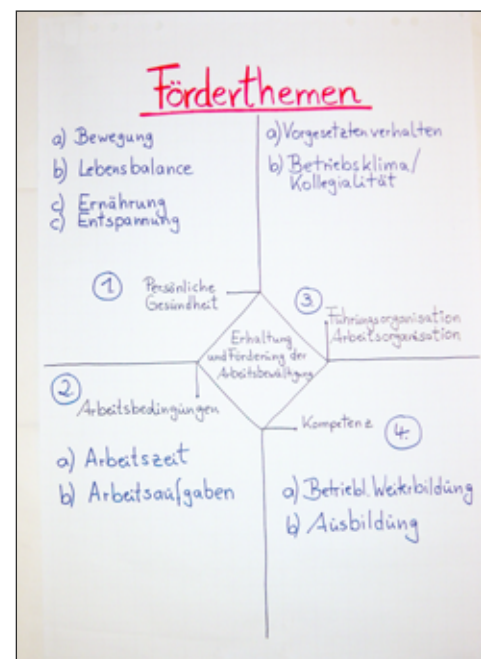 Förderthemen
a) Bewegung
b) Lebensbalance
c) Ernährung
c) Entspannung
① Persönliche
Gesundheit
a) Vorgesetztenverhalten
b) Betriebsklima/
Kollegialität
③ Führungsorganisation
Arbeitsorganisation
Erhaltung
und Förderung der
Arbeitsbewältigung
② Arbeitsbedingungen
a) Arbeitszeit
b) Arbeitsaufgaben
Kompetenz ④
a) Betriebl. Weiterbildung
b) Ausbildung